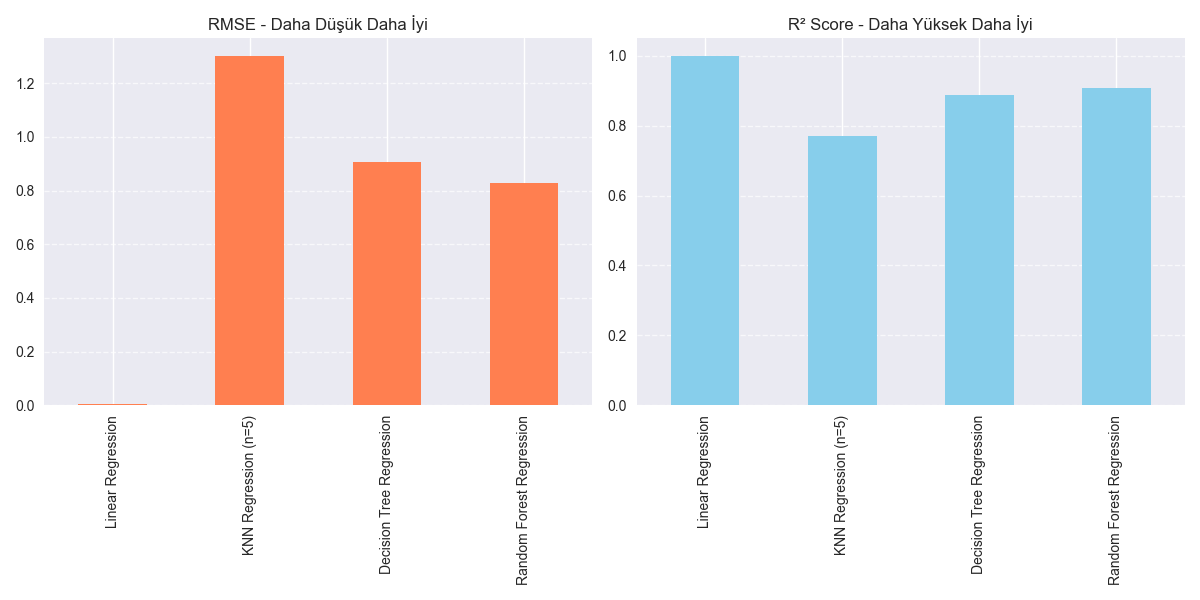 RMSE - Daha Düşük Daha İyi
1.2
1.0
0.8
0.6
0.4
0.2
0.0
Linear Regression
KNN Regression (n=5)
Decision Tree Regression
Random Forest Regression
R² Score - Daha Yüksek Daha İyi
1.0
0.8
0.6
0.4
0.2
0.0
Linear Regression
KNN Regression (n=5)
Decision Tree Regression
Random Forest Regression